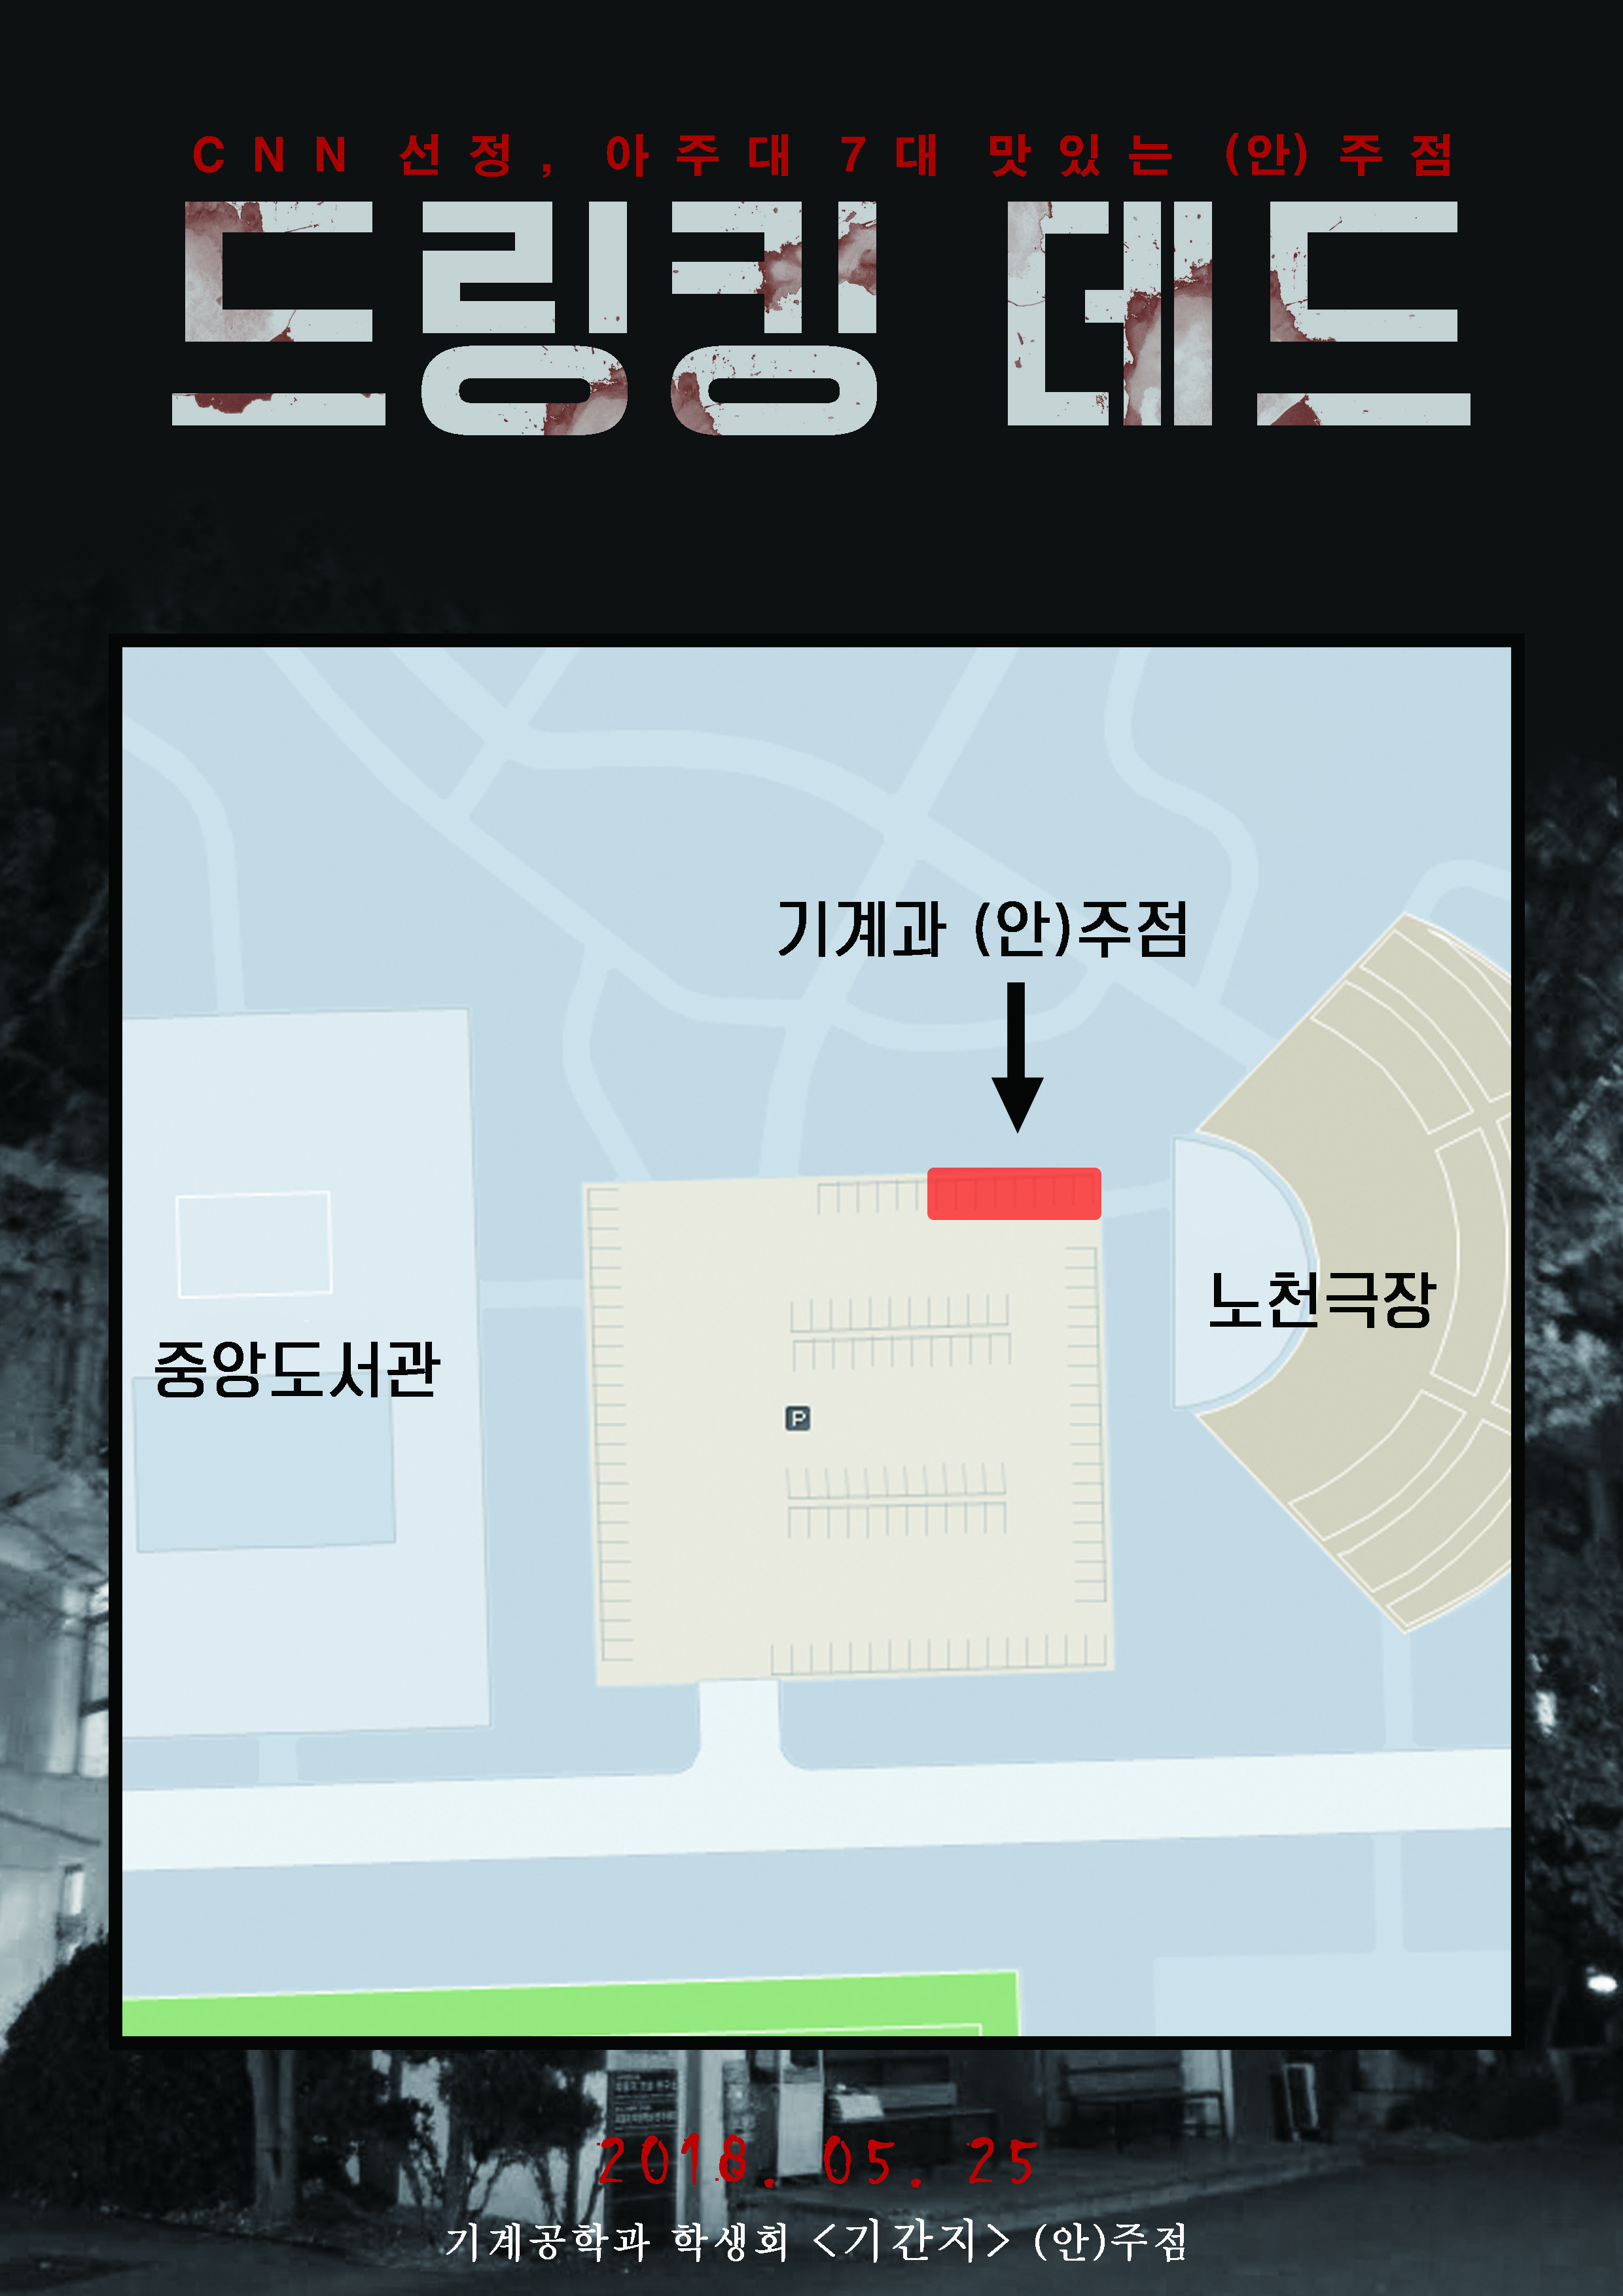 CNN 선정, 아주대 7대 맛있는 (안)주점
드링킹 데드
기계과 (안)주점
노천극장
중앙도서관
P
2018. 05. 25
기계공학과 학생회 <기간지> (안)주점